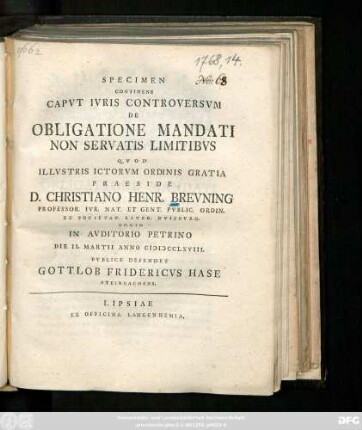 1768, 14.
SPECIMEN
CONTINENS
CAPVT IVRIS CONTROVERSVM
DE
OBLIGATIONE MANDATI
NON SERVATIS LIMITIBVS
QVOD
ILLVSTRIS ICTORVM ORDINIS GRATIA
PRAESIDE
D. CHRISTIANO HENR. BREVNING
PROFESSOR. IVR. NAT. ET GENT. PVBLIC. ORDIN.
IN AVDITORIO PETRINO
DIE II. MARTII ANNO CIƆIƆCCLXVIII.
PVBLICE DEFENDET
GOTTLOB FRIDERICVS HASE
LIPSIAE
EX OFFICINA LANGENHEMIA.